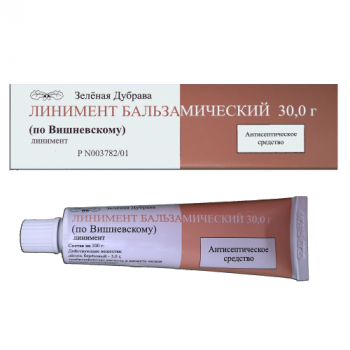 Зелёная Дубрава
ЛИНИМЕНТ БАЛЬЗАМИЧЕСКИЙ 30,0 г
(по Вишневскому)
линимент
Р N003782/01
Антисептическое
средство
ЛИНИМЕНТ БАЛЬЗАМИЧЕСКИЙ 30,0 г
(по Вишневскому)
линимент
Состав на 100 г:
Антисептическое
средство